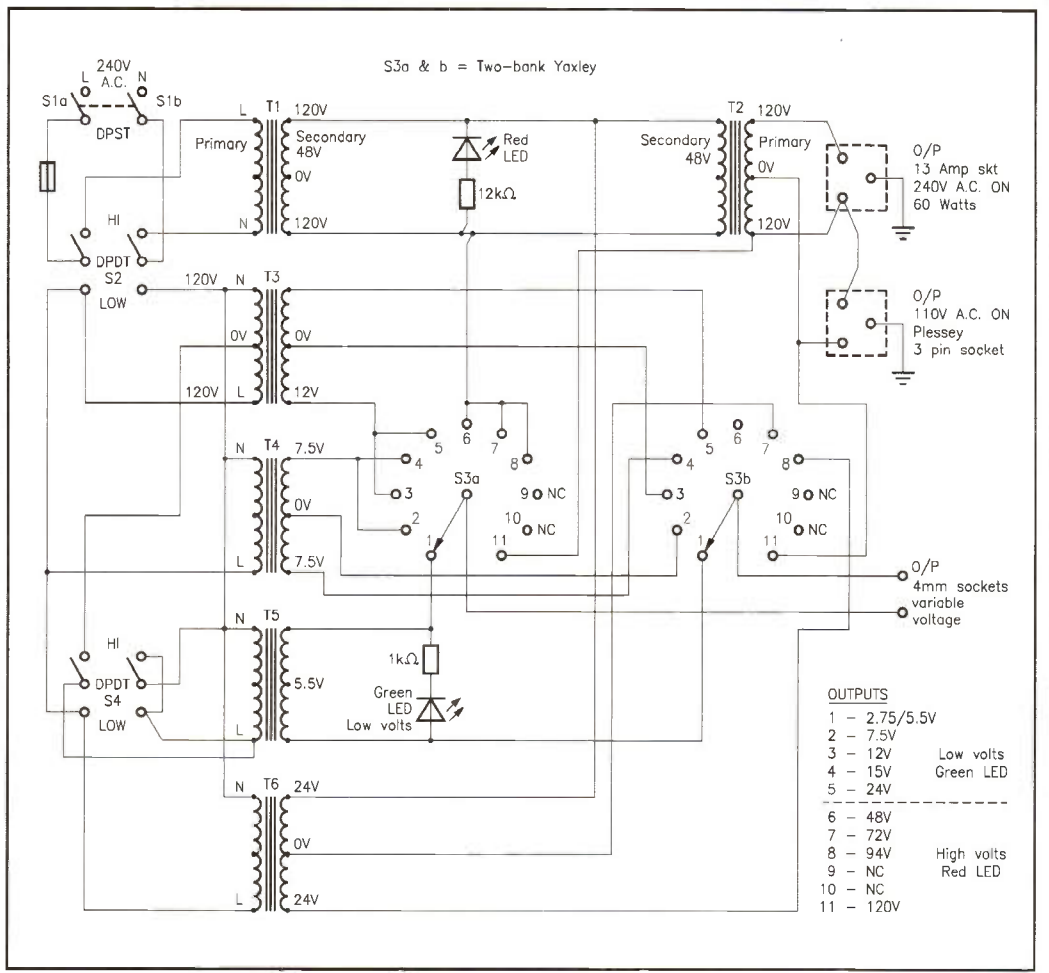 S3a & b = Two-bank Yaxley
240V
A.C.
L N
S1a S1b
DPST
HI
DPDT
S2
LOW
T1
L 120V
Primary Secondary
48V
0V
N 120V
Red
LED
12kΩ
T2
120V
Secondary Primary
48V
0V
120V
O/P
13 Amp skt
240V A.C. ON
60 Watts
O/P
110V A.C. ON
Plessey
3 pin socket
T3
120V N
0V 0V
120V L 12V
T4
N 7.5V
0V
L 7.5V
T5
N
5.5V
L
T6
N 24V
0V
L 24V
HI
DPDT
S4
LOW
1kΩ
Green
LED
Low volts
S3a
1
2
3
4
5
6
7
8
9 NC
10 NC
11
S3b
1
2
3
4
5
6
7
8
9 NC
10 NC
11
O/P
4mm sockets
variable
voltage
OUTPUTS
1 – 2.75/5.5V
2 – 7.5V
3 – 12V Low volts
4 – 15V Green LED
5 – 24V
6 – 48V
7 – 72V
8 – 94V High volts
9 – NC Red LED
10 – NC
11 – 120V